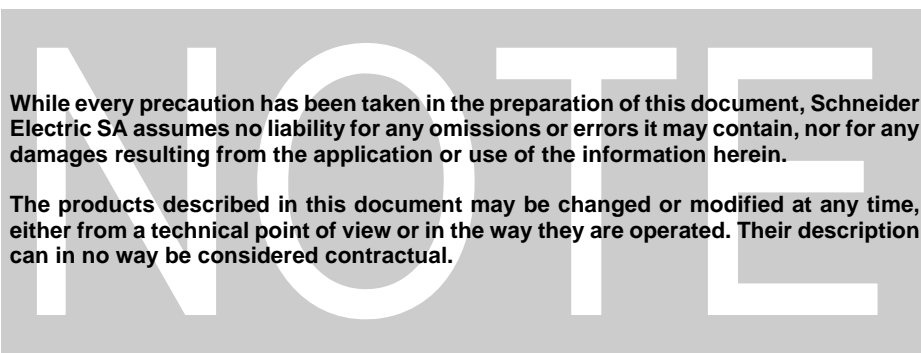 NOTE
While every precaution has been taken in the preparation of this document, Schneider
Electric SA assumes no liability for any omissions or errors it may contain, nor for any
damages resulting from the application or use of the information herein.
The products described in this document may be changed or modified at any time,
either from a technical point of view or in the way they are operated. Their description
can in no way be considered contractual.